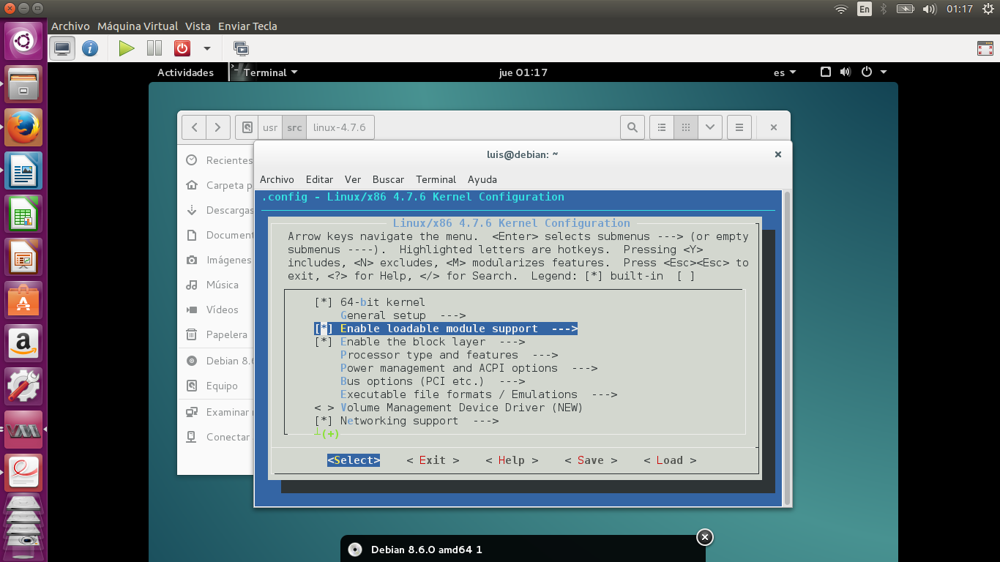 En 01:17
Archivo Máquina Virtual Vista Enviar Tecla
Actividades Terminal jue 01:17 es
usr src linux-4.7.6
luis@debian: ~
Archivo Editar Ver Buscar Terminal Ayuda
Recientes
Carpeta p
Descargas
Document
Imágenes
Música
Vídeos
Papelera
Debian 8.6
Equipo
Examinar
Conectar
.config - Linux/x86 4.7.6 Kernel Configuration
Linux/x86 4.7.6 Kernel Configuration
Arrow keys navigate the menu.  <Enter> selects submenus ---> (or empty
submenus ----).  Highlighted letters are hotkeys.  Pressing <Y>
includes, <N> excludes, <M> modularizes features.  Press <Esc><Esc> to
exit, <?> for Help, </> for Search.  Legend: [*] built-in  [ ]
[*] 64-bit kernel
General setup  --->
[*] Enable loadable module support  --->
[*] Enable the block layer  --->
Processor type and features  --->
Power management and ACPI options  --->
Bus options (PCI etc.)  --->
Executable file formats / Emulations  --->
< > Volume Management Device Driver (NEW)
[*] Networking support  --->
(+)
<Select>    < Exit >    < Help >    < Save >    < Load >
Debian 8.6.0 amd64 1